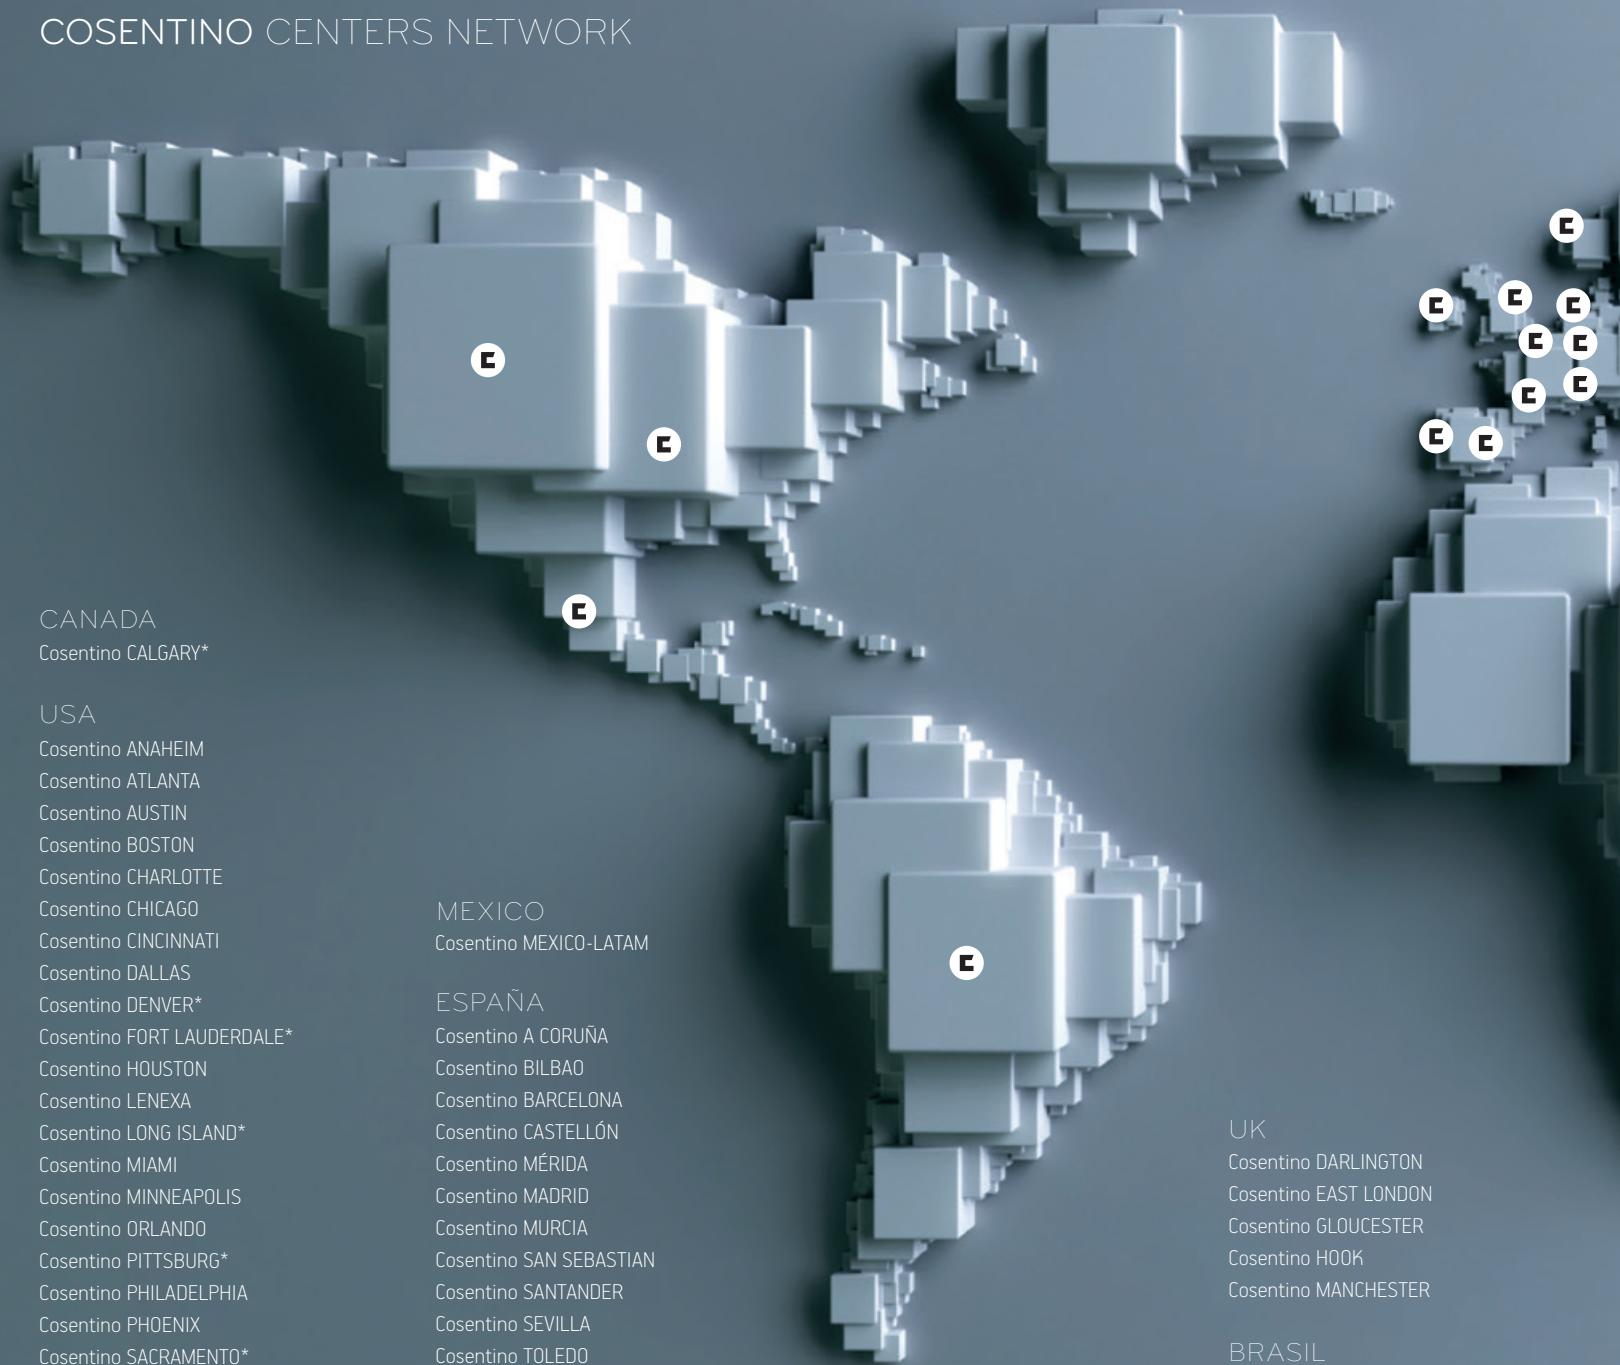 COSENTINO CENTERS NETWORK
CANADA
Cosentino CALGARY*
USA
Cosentino ANAHEIM
Cosentino ATLANTA
Cosentino AUSTIN
Cosentino BOSTON
Cosentino CHARLOTTE
Cosentino CHICAGO
Cosentino CINCINNATI
Cosentino DALLAS
Cosentino DENVER*
Cosentino FORT LAUDERDALE*
Cosentino HOUSTON
Cosentino LENEXA
Cosentino LONG ISLAND*
Cosentino MIAMI
Cosentino MINNEAPOLIS
Cosentino ORLANDO
Cosentino PITTSBURG*
Cosentino PHILADELPHIA
Cosentino PHOENIX
Cosentino SACRAMENTO*
MEXICO
Cosentino MEXICO-LATAM
ESPAÑA
Cosentino A CORUÑA
Cosentino BILBAO
Cosentino BARCELONA
Cosentino CASTELLÓN
Cosentino MÉRIDA
Cosentino MADRID
Cosentino MURCIA
Cosentino SAN SEBASTIAN
Cosentino SANTANDER
Cosentino SEVILLA
Cosentino TOLEDO
UK
Cosentino DARLINGTON
Cosentino EAST LONDON
Cosentino GLOUCESTER
Cosentino HOOK
Cosentino MANCHESTER
BRASIL